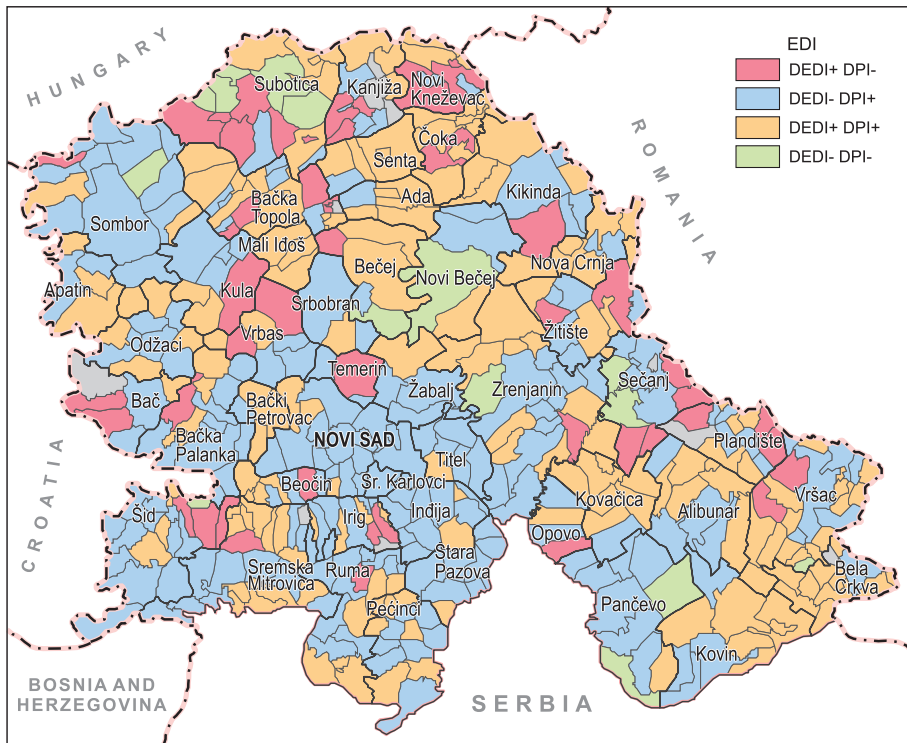 HUNGARY
ROMANIA
CROATIA
BOSNIA AND
HERZEGOVINA
SERBIA
EDI
DEDI+ DPI-
DEDI- DPI+
DEDI+ DPI+
DEDI- DPI-
Subotica
Kanjiža
Novi
Kneževac
Čoka
Senta
Ada
Kikinda
Sombor
Bačka
Topola
Mali Iđoš
Bečej
Novi Bečej
Nova Crnja
Apatin
Kula
Srbobran
Vrbas
Žitište
Odžaci
Temerin
Žabalj
Zrenjanin
Sečanj
Bač
Bački
Petrovac
Bačka
Palanka
NOVI SAD
Titel
Plandište
Vršac
Beočin
Sr. Karlovci
Kovačica
Alibunar
Šid
Irig
Inđija
Opovo
Sremska
Mitrovica
Ruma
Stara
Pazova
Bela
Crkva
Pećinci
Pančevo
Kovin